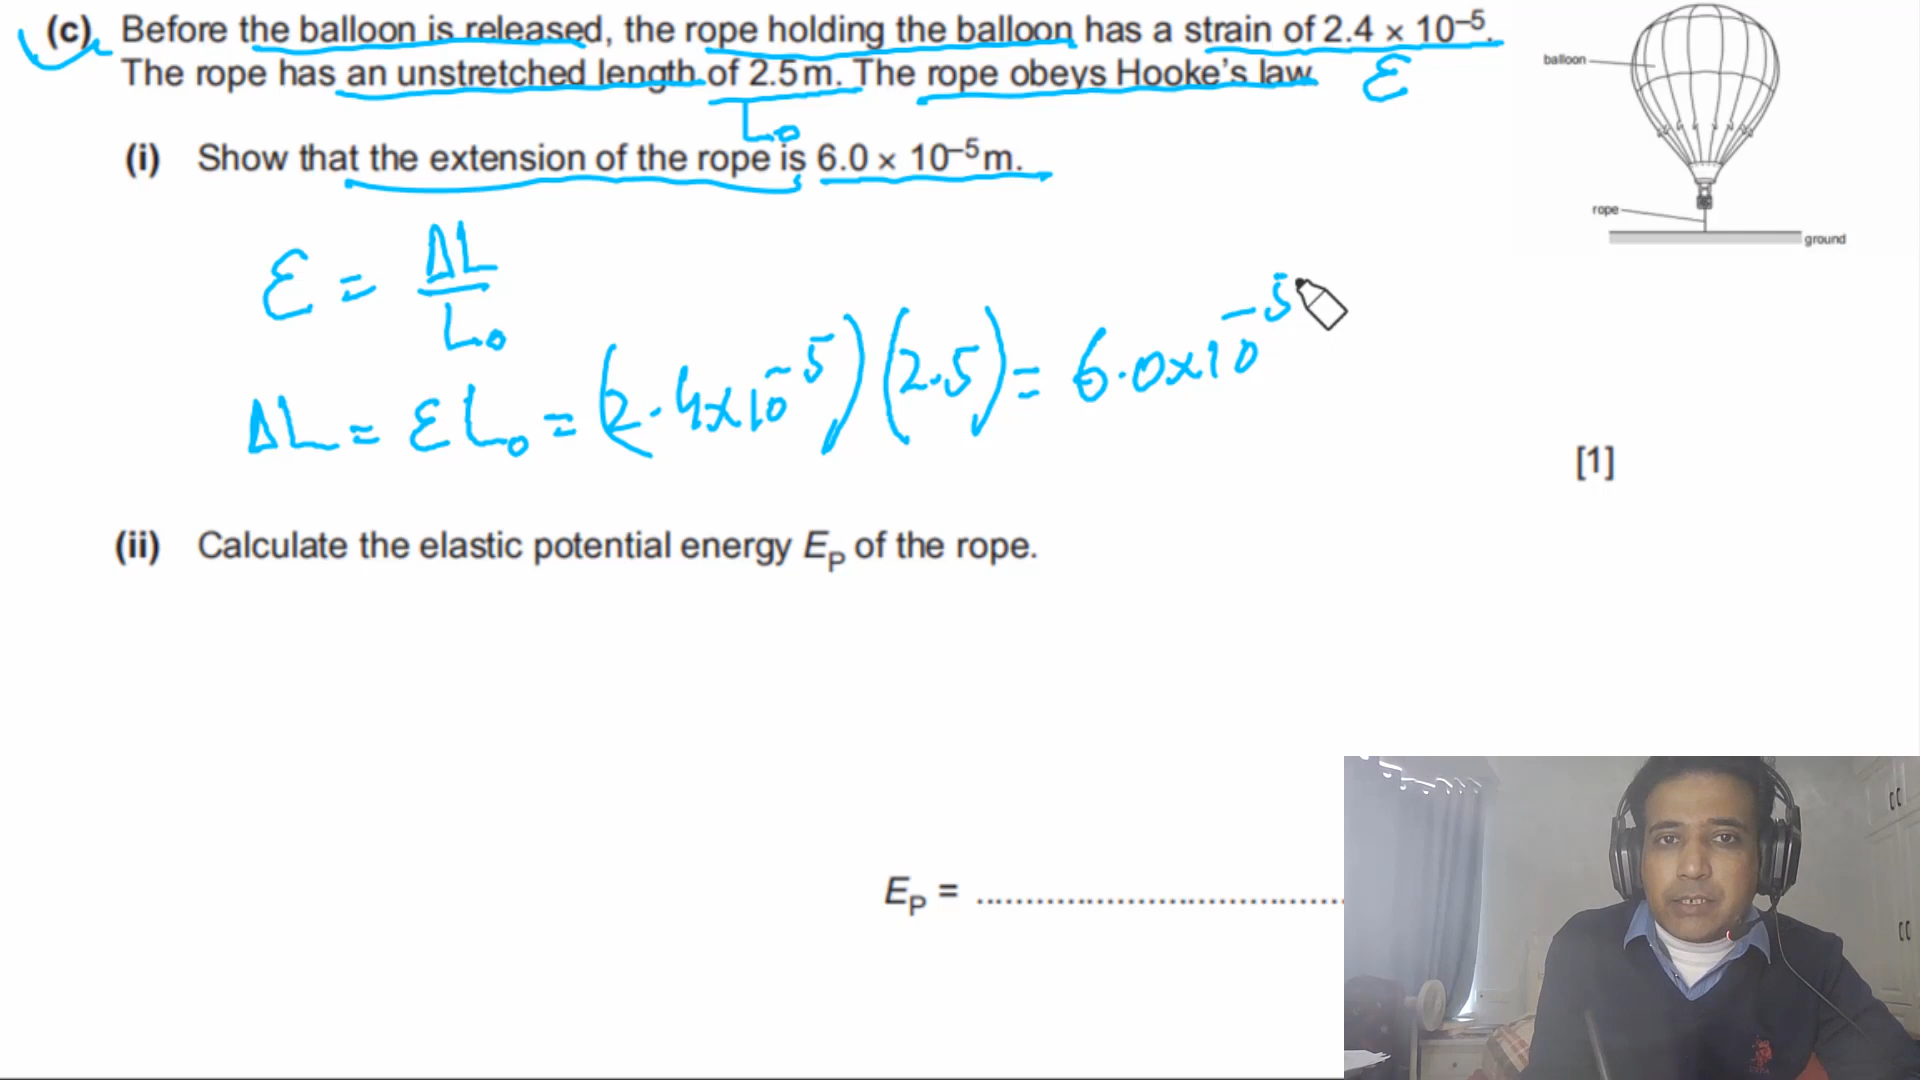 (c) Before the balloon is released, the rope holding the balloon has a strain of 2.4 × 10⁻⁵.
The rope has an unstretched length of 2.5 m. The rope obeys Hooke's law.
ε
L₀
balloon
rope
ground
(i) Show that the extension of the rope is 6.0 × 10⁻⁵ m.
ε = ΔL / L₀
ΔL = εL₀ = (2.4×10⁻⁵)(2.5) = 6.0×10⁻⁵
[1]
(ii) Calculate the elastic potential energy Eₚ of the rope.
Eₚ = ........................................